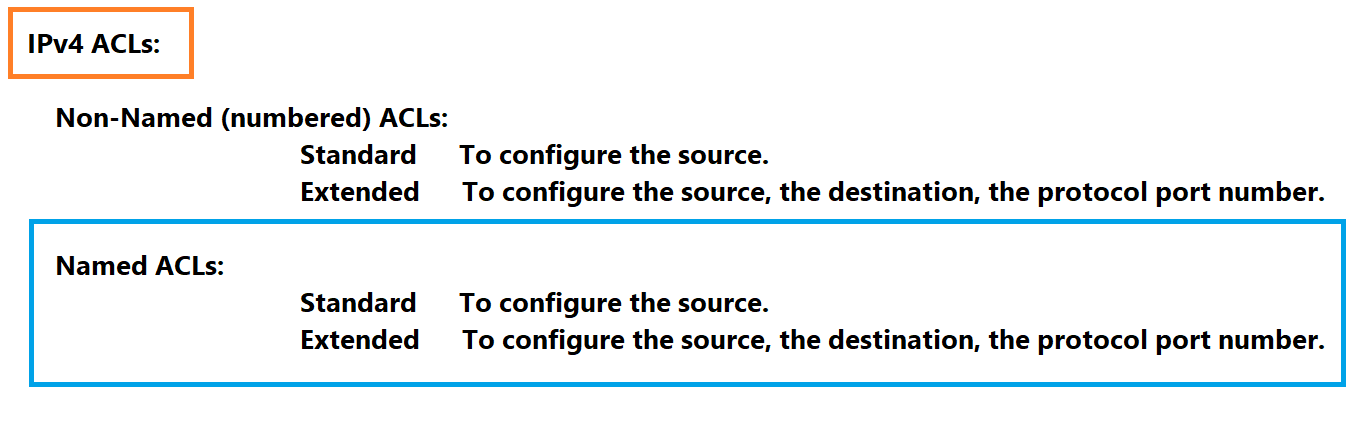 IPv4 ACLs:
Non-Named (numbered) ACLs:
Standard To configure the source.
Extended To configure the source, the destination, the protocol port number.
Named ACLs:
Standard To configure the source.
Extended To configure the source, the destination, the protocol port number.